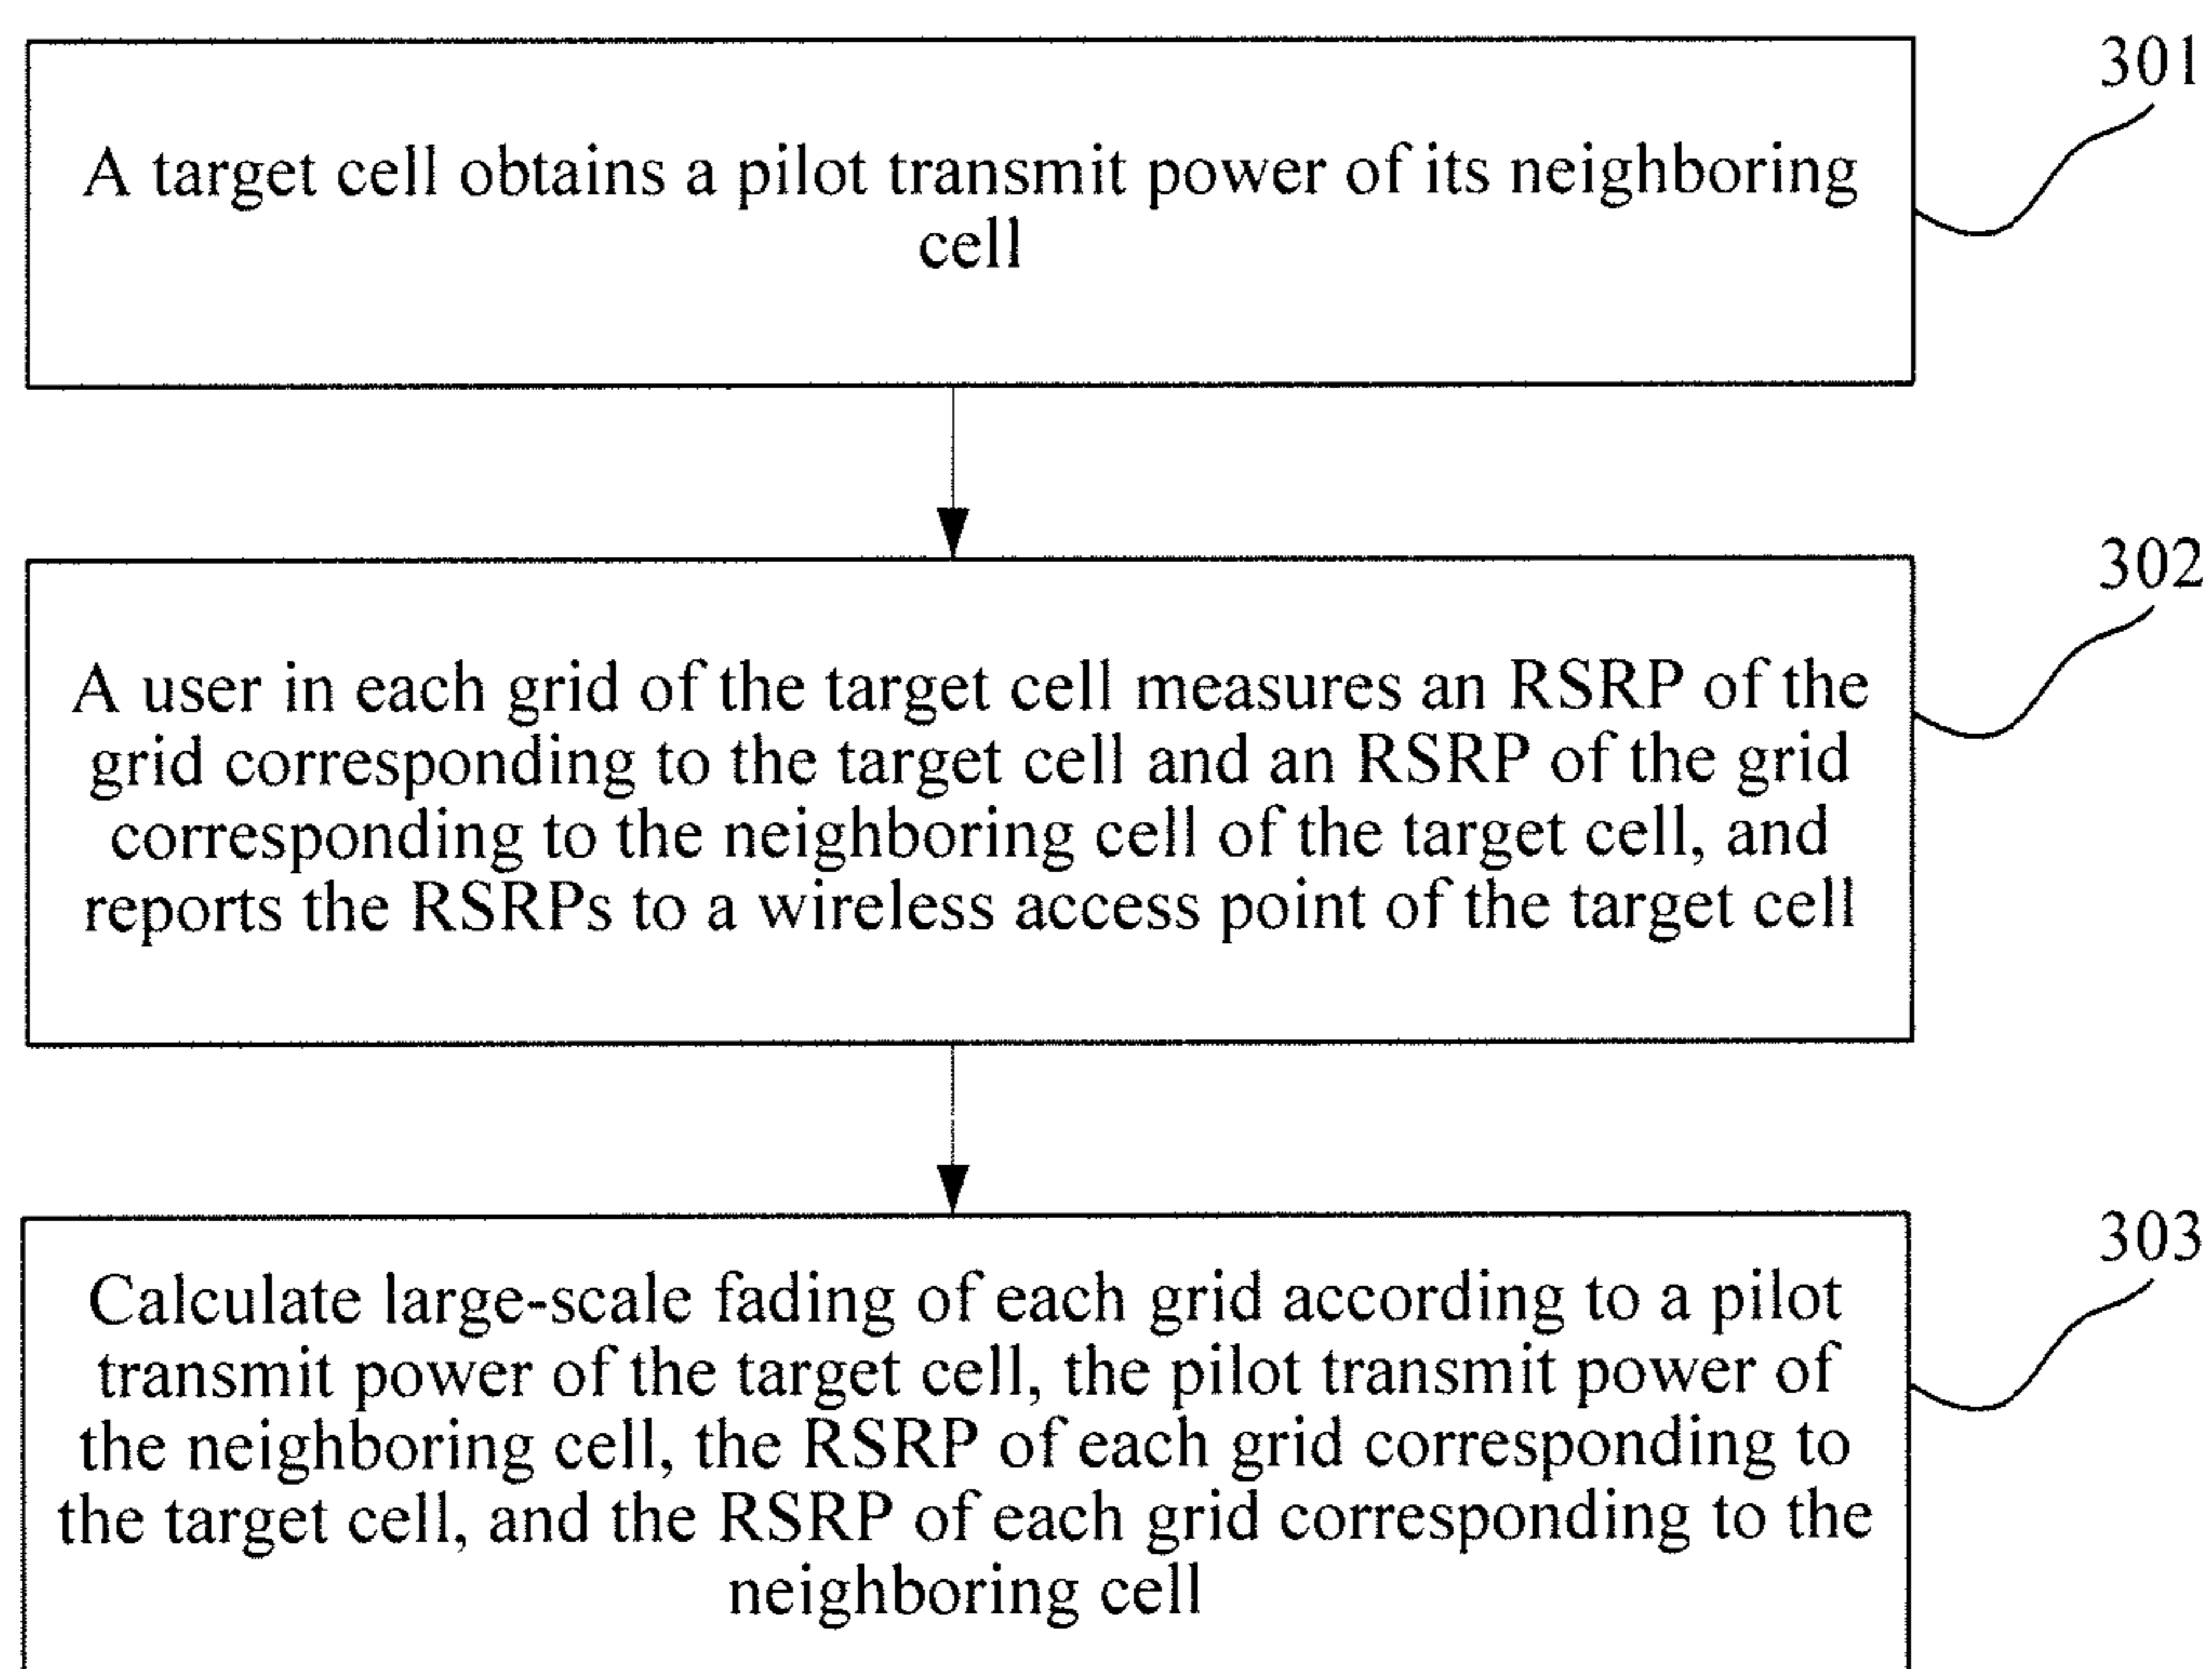 301
A target cell obtains a pilot transmit power of its neighboring
cell
302
A user in each grid of the target cell measures an RSRP of the
grid corresponding to the target cell and an RSRP of the grid
corresponding to the neighboring cell of the target cell, and
reports the RSRPs to a wireless access point of the target cell
303
Calculate large-scale fading of each grid according to a pilot
transmit power of the target cell, the pilot transmit power of
the neighboring cell, the RSRP of each grid corresponding to
the target cell, and the RSRP of each grid corresponding to the
neighboring cell